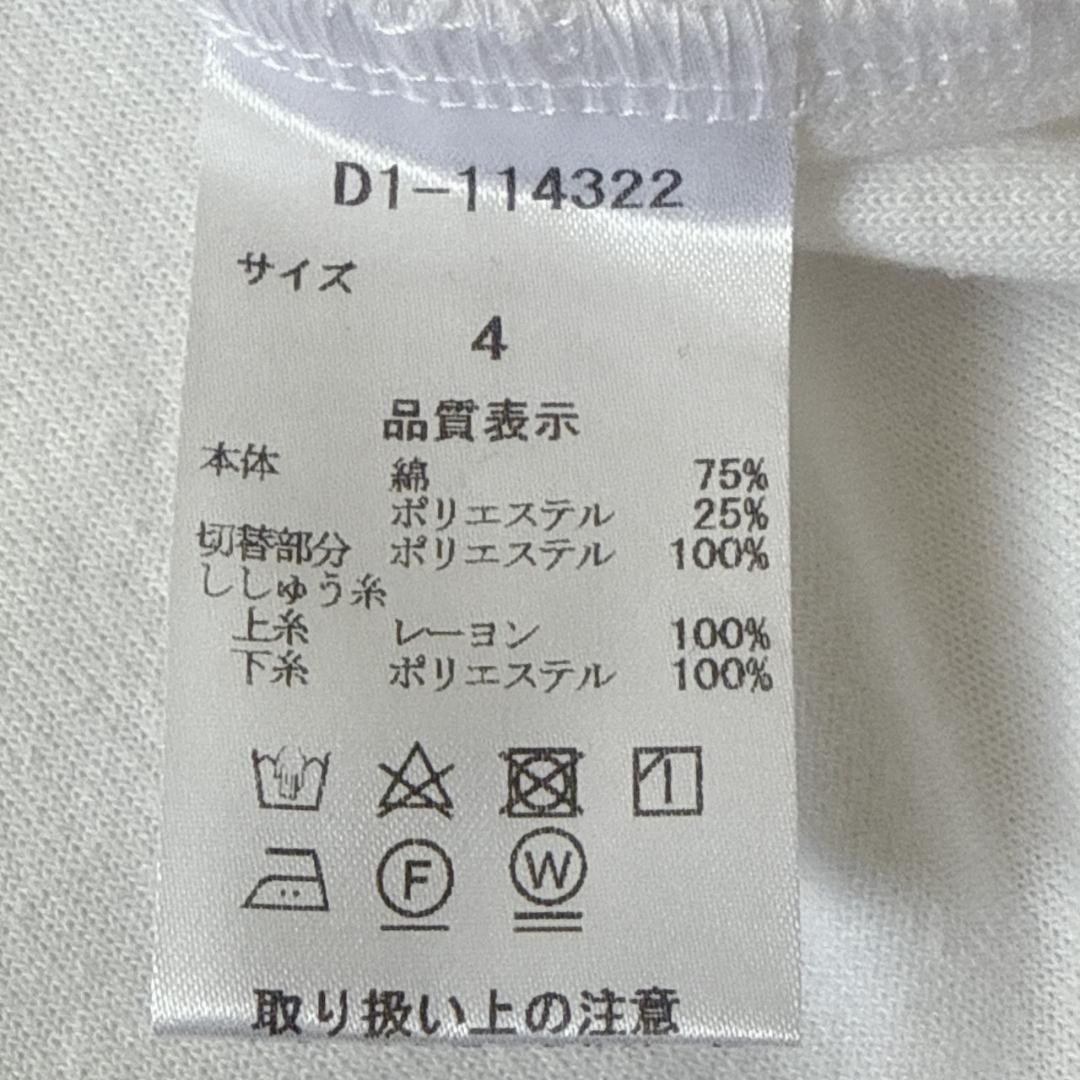 D1-114322
サイズ
4
品質表示
本体 綿 75%
ポリエステル 25%
切替部分 ポリエステル 100%
ししゅう糸
上糸 レーヨン 100%
下糸 ポリエステル 100%
F W
取り扱い上の注意